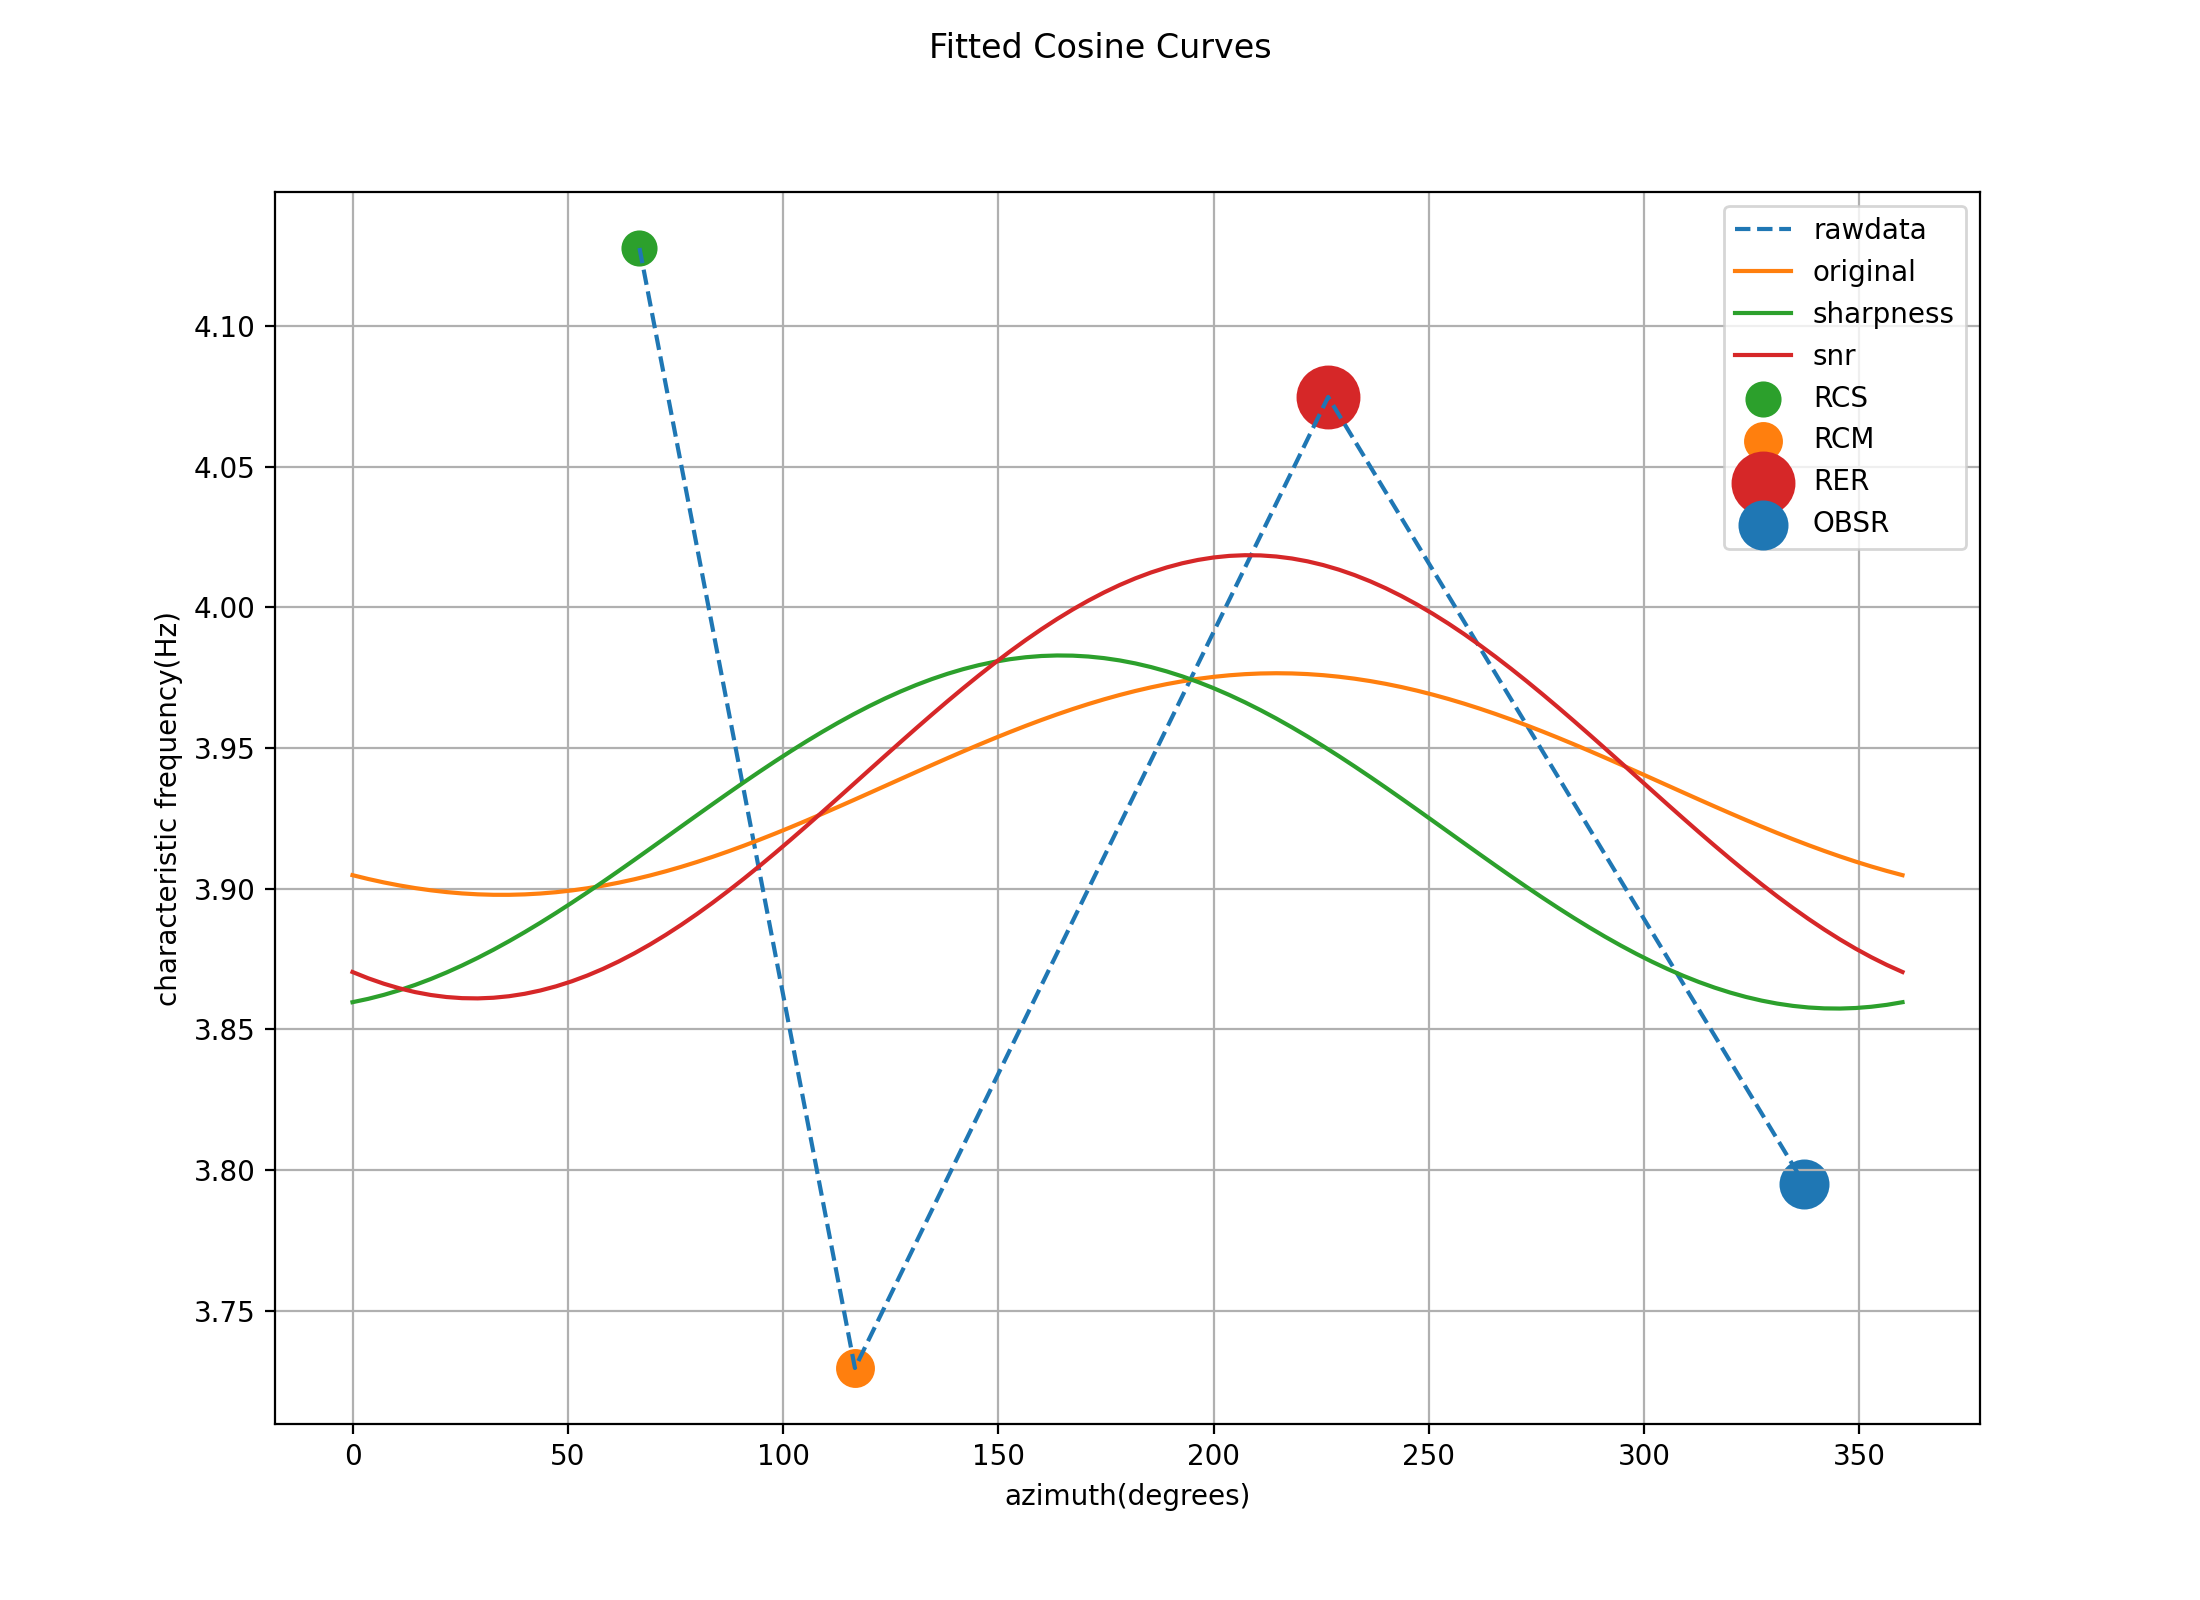 Fitted Cosine Curves
rawdata
original
sharpness
snr
RCS
RCM
RER
OBSR
characteristic frequency(Hz)
4.10
4.05
4.00
3.95
3.90
3.85
3.80
3.75
0 50 100 150 200 250 300 350
azimuth(degrees)